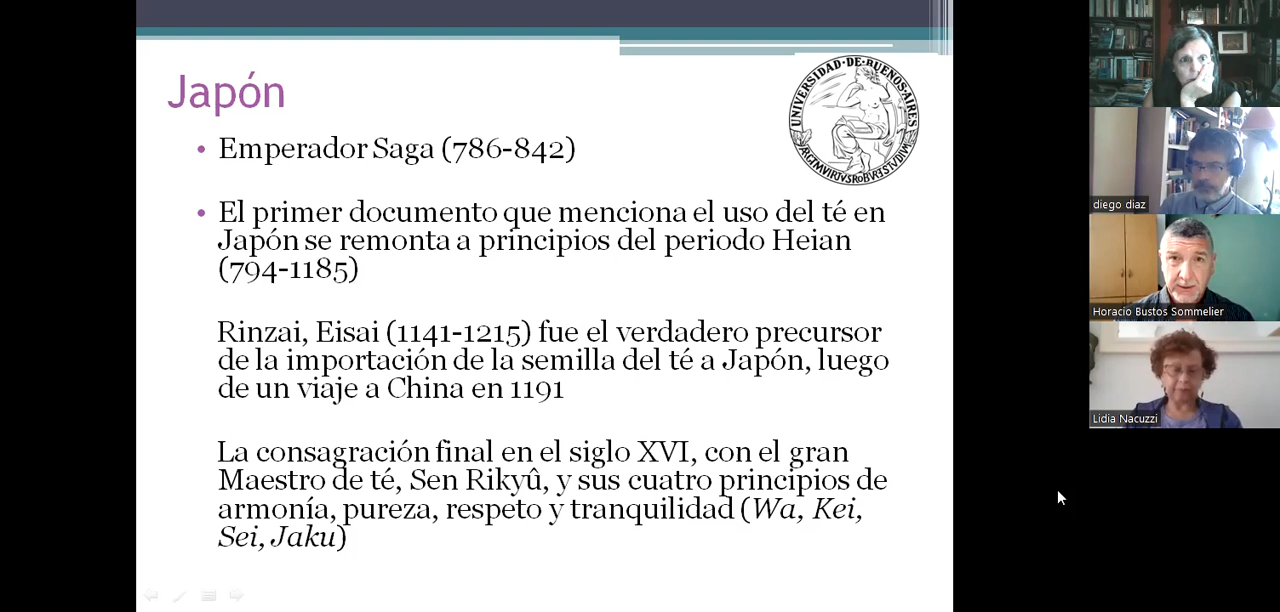 Japón
UNIVERSIDAD·DE·BUENOS·AIRES
• Emperador Saga (786-842)
• El primer documento que menciona el uso del té en
Japón se remonta a principios del periodo Heian
(794-1185)
Rinzai, Eisai (1141-1215) fue el verdadero precursor
de la importación de la semilla del té a Japón, luego
de un viaje a China en 1191
La consagración final en el siglo XVI, con el gran
Maestro de té, Sen Rikyû, y sus cuatro principios de
armonía, pureza, respeto y tranquilidad (Wa, Kei,
Sei, Jaku)
diego diaz
Horacio Bustos Sommelier
Lidia Nacuzzi